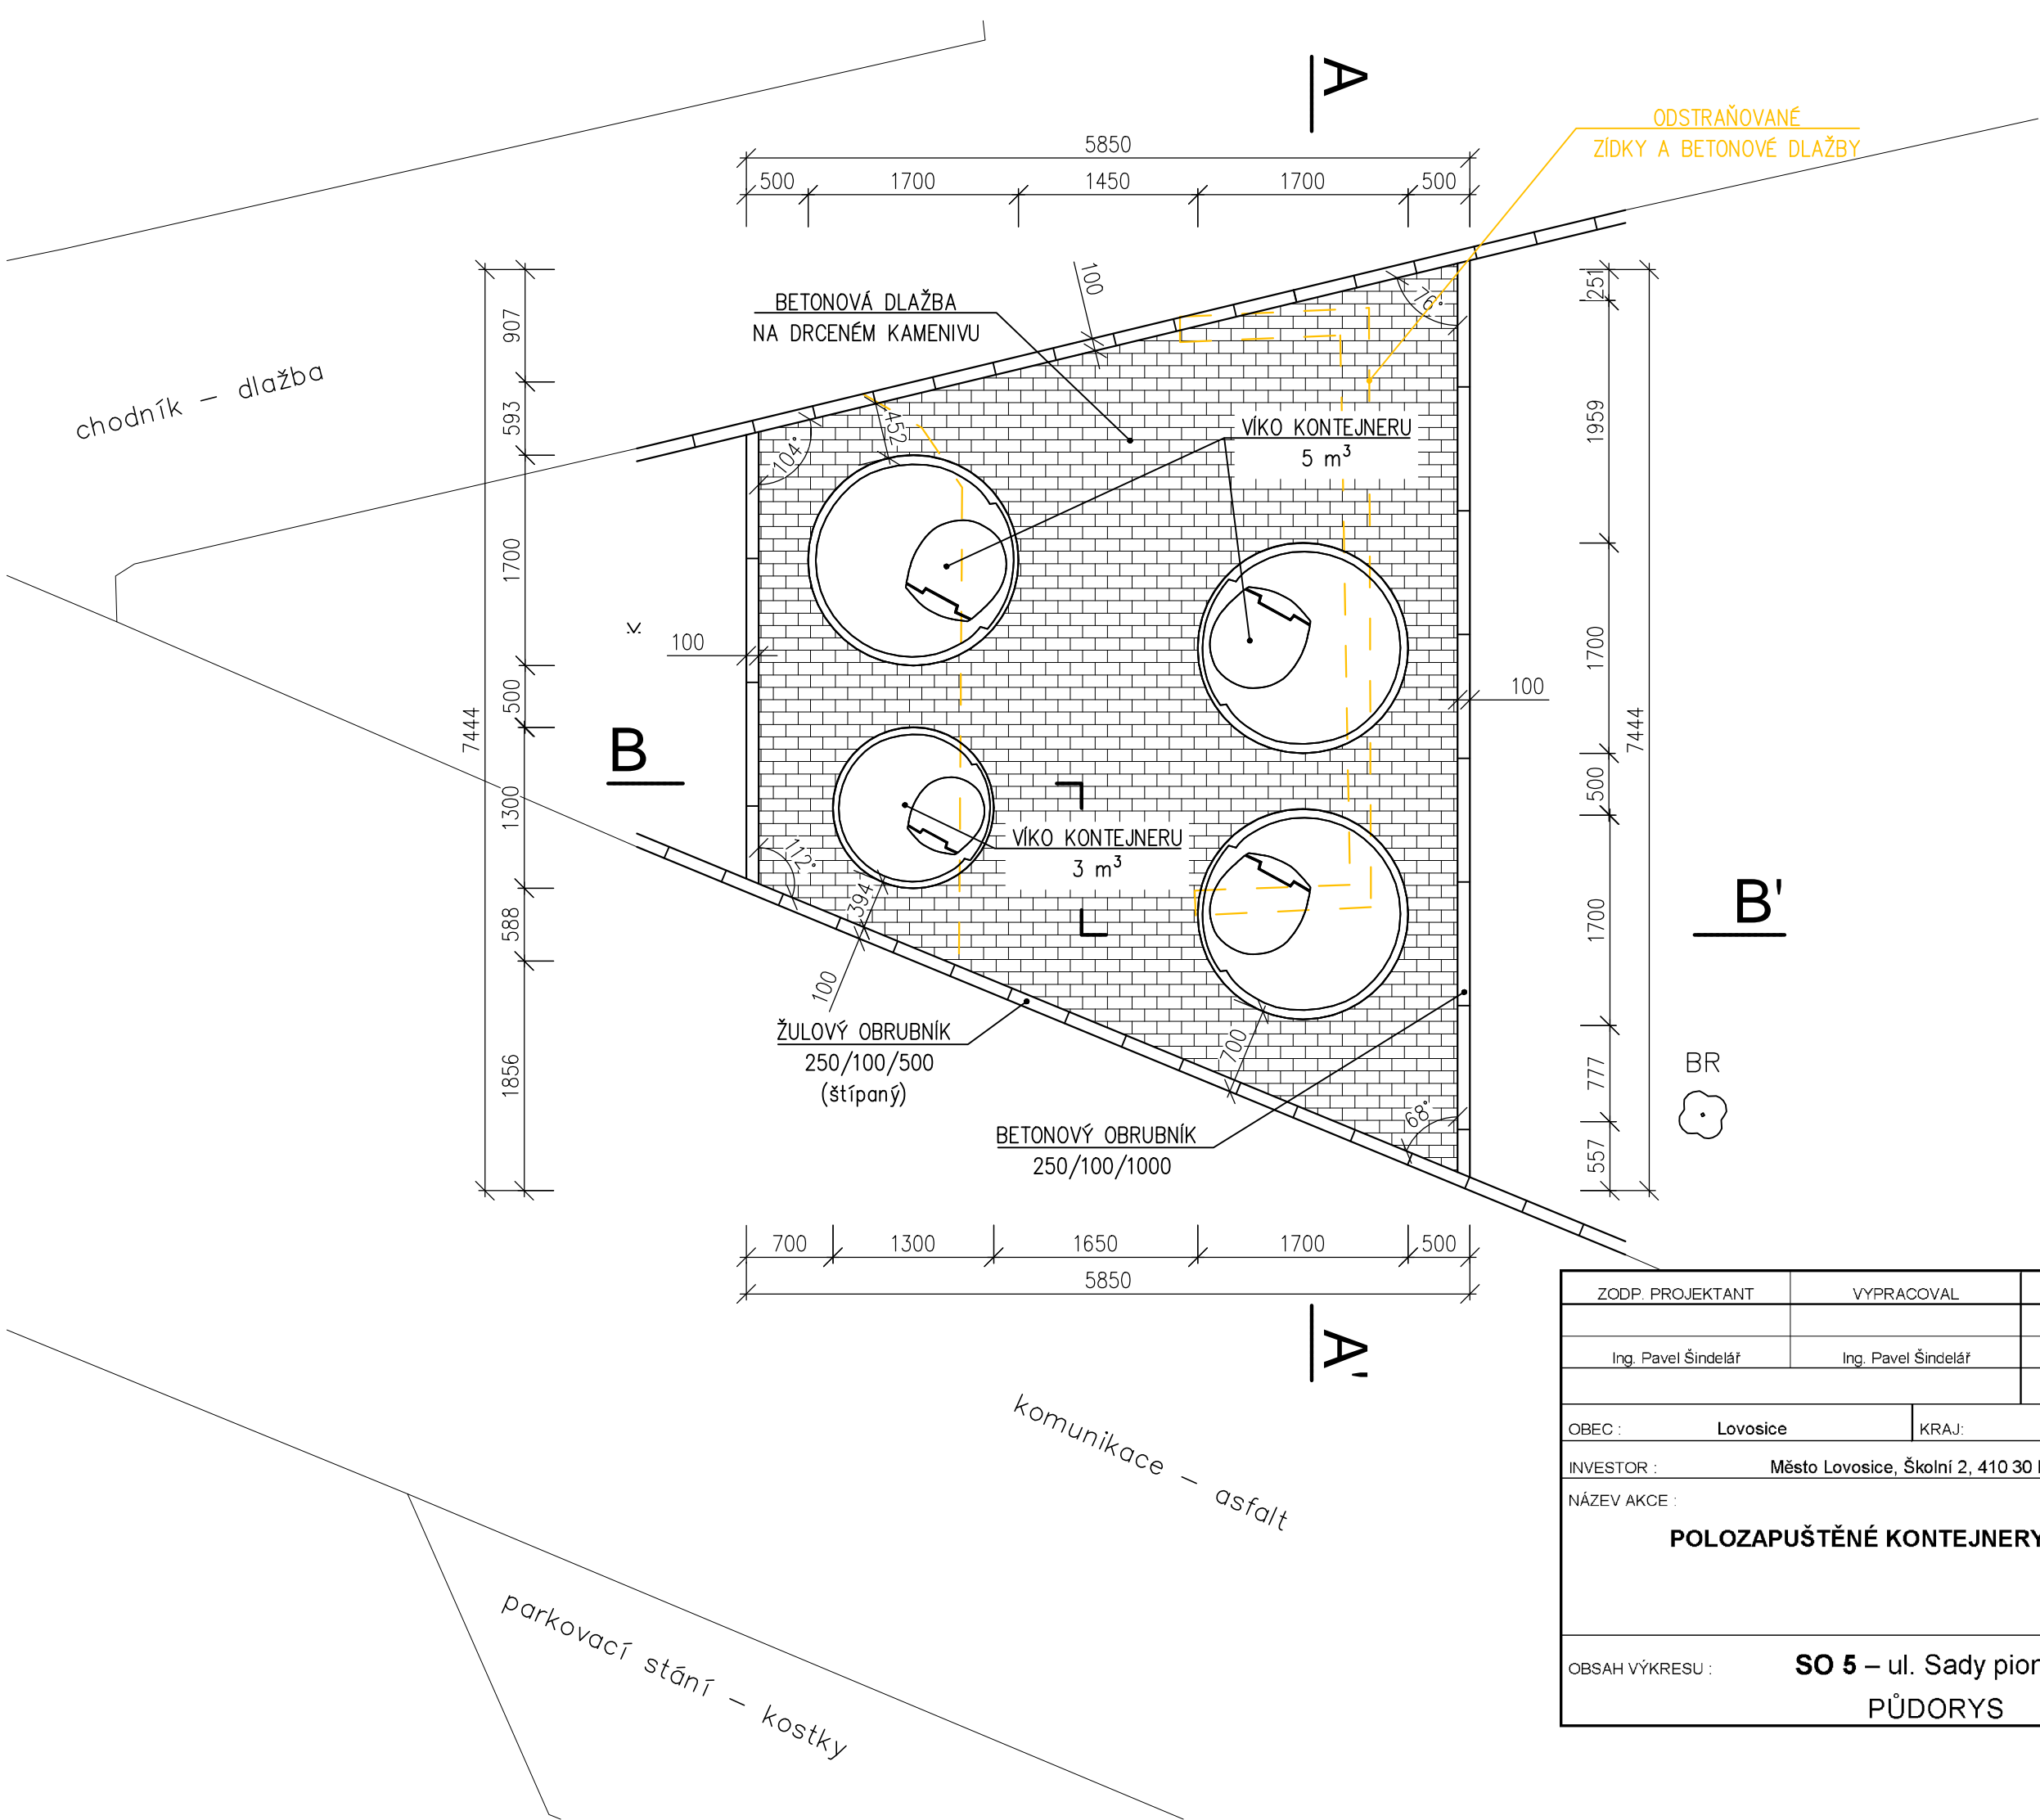 A
ODSTRAŇOVANÉ
ZÍDKY A BETONOVÉ DLAŽBY
5850
500 1700 1450 1700 500
100
BETONOVÁ DLAŽBA
NA DRCENÉM KAMENIVU
76°
251
907
chodník – dlažba
593
452
104°
VÍKO KONTEJNERU
5 m³
1959
1700
100
1700
100
500
7444
7444
B
500
1300
VÍKO KONTEJNERU
3 m³
112°
394
588
1700
B'
100
ŽULOVÝ OBRUBNÍK
250/100/500
(štípaný)
700
1856
777
BR
BETONOVÝ OBRUBNÍK
250/100/1000
68°
557
700 1300 1650 1700 500
5850
A'
komunikace – asfalt
parkovací stání – kostky
ZODP. PROJEKTANT VYPRACOVAL
Ing. Pavel Šindelář Ing. Pavel Šindelář
OBEC : Lovosice KRAJ:
INVESTOR : Město Lovosice, Školní 2, 410 30
NÁZEV AKCE :
POLOZAPUŠTĚNÉ KONTEJNERY
OBSAH VÝKRESU : SO 5 – ul. Sady pion
PŮDORYS